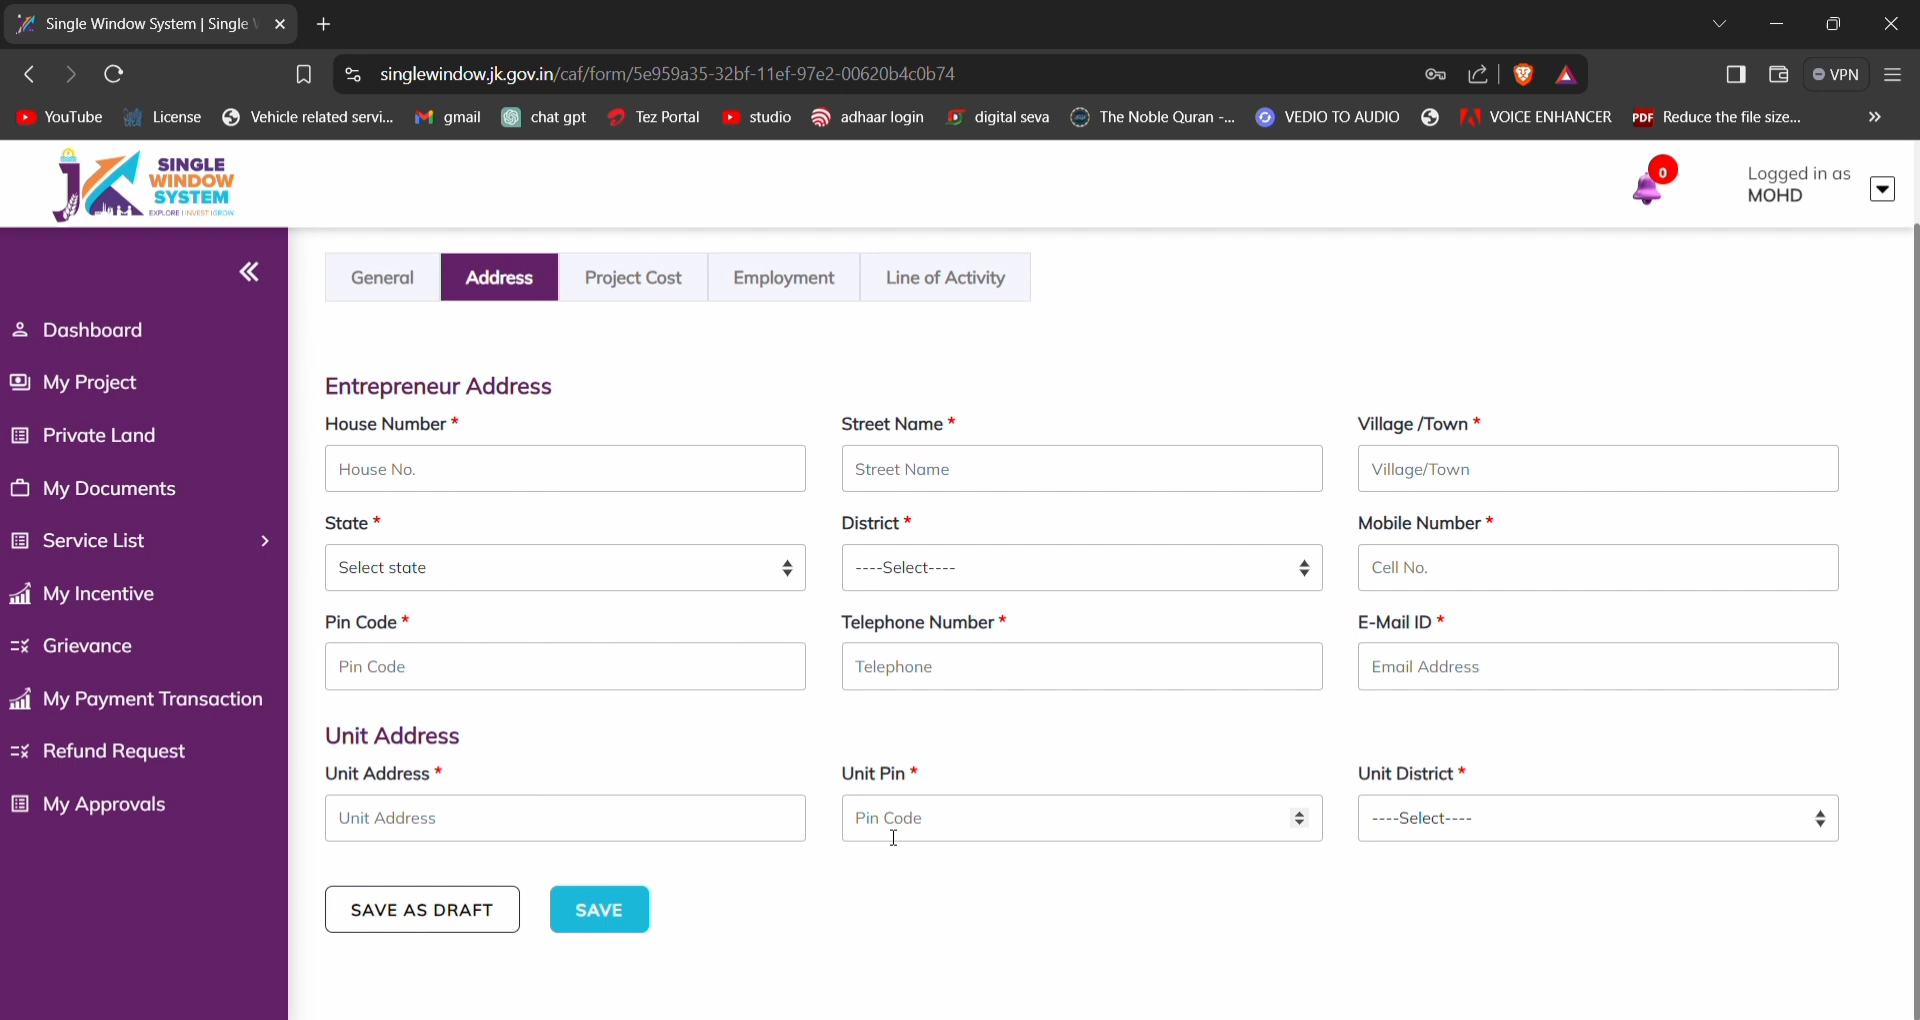 Single Window System | Single
singlewindow.jk.gov.in/caf/form/5e959a35-32bf-11ef-97e2-00620b4c0b74
VPN
YouTube License Vehicle related servi... gmail chat gpt Tez Portal studio adhaar login digital seva The Noble Quran -... VEDIO TO AUDIO VOICE ENHANCER PDF Reduce the file size...
JK SINGLE
WINDOW
SYSTEM
EXPLORE | INVEST | GROW
0
Logged in as
MOHD
General Address Project Cost Employment Line of Activity
Dashboard
My Project
Private Land
My Documents
Service List
My Incentive
Grievance
My Payment Transaction
Refund Request
My Approvals
Entrepreneur Address
House Number * Street Name * Village /Town *
House No. Street Name Village/Town
State * District * Mobile Number *
Select state ----Select---- Cell No.
Pin Code * Telephone Number * E-Mail ID *
Pin Code Telephone Email Address
Unit Address
Unit Address * Unit Pin * Unit District *
Unit Address Pin Code ----Select----
SAVE AS DRAFT SAVE